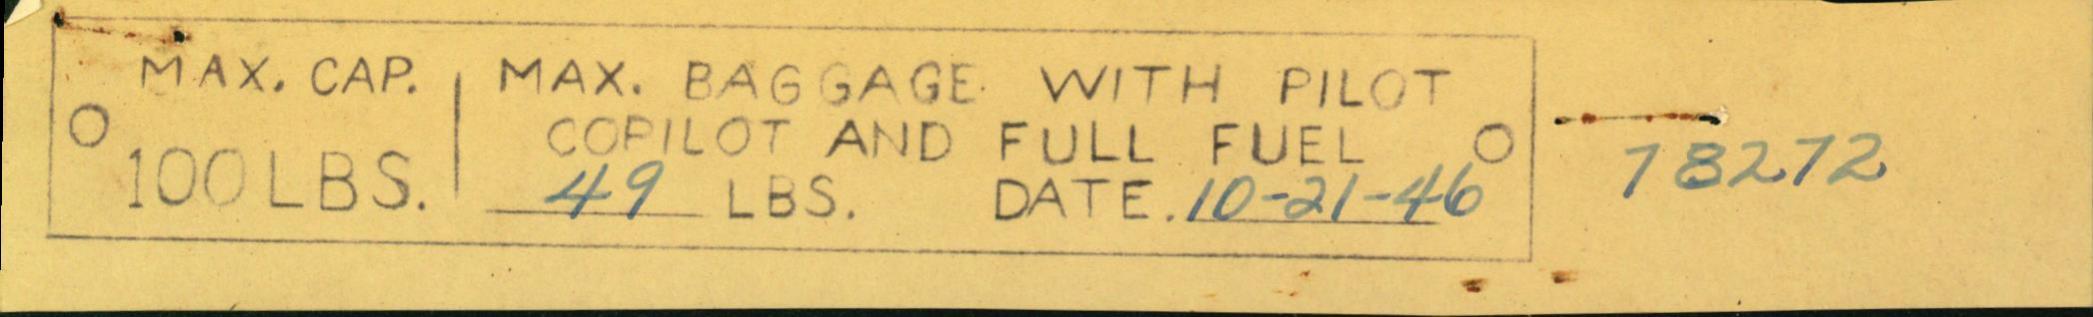 MAX. CAP.
100 LBS.
MAX. BAGGAGE WITH PILOT
COPILOT AND FULL FUEL
49 LBS. DATE. 10-21-46
78272